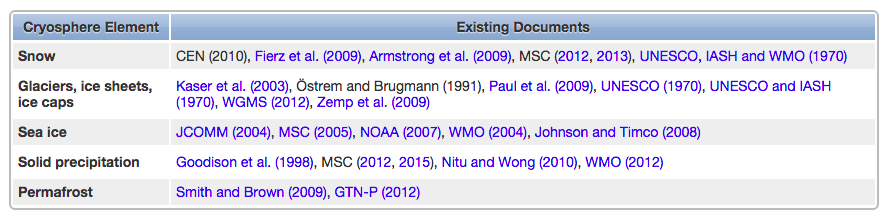 Cryosphere Element Existing Documents
Snow CEN (2010), Fierz et al. (2009), Armstrong et al. (2009), MSC (2012, 2013), UNESCO, IASH and WMO (1970)
Glaciers, ice sheets, Kaser et al. (2003), Östrem and Brugmann (1991), Paul et al. (2009), UNESCO (1970), UNESCO and IASH
ice caps (1970), WGMS (2012), Zemp et al. (2009)
Sea ice JCOMM (2004), MSC (2005), NOAA (2007), WMO (2004), Johnson and Timco (2008)
Solid precipitation Goodison et al. (1998), MSC (2012, 2015), Nitu and Wong (2010), WMO (2012)
Permafrost Smith and Brown (2009), GTN-P (2012)